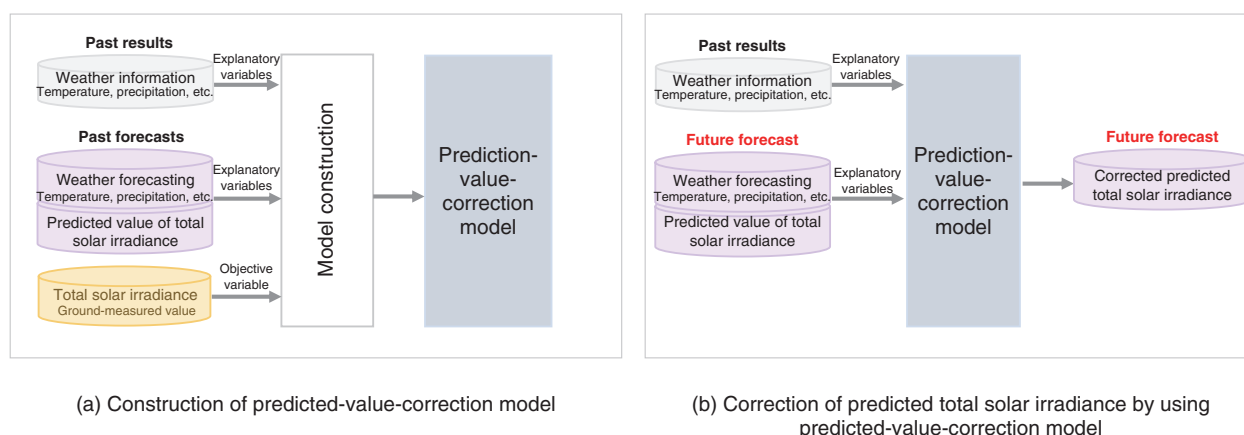 Past results
Weather information
Temperature, precipitation, etc.
Explanatory
variables
Past forecasts
Weather forecasting
Temperature, precipitation, etc.
Predicted value of total
solar irradiance
Explanatory
variables
Total solar irradiance
Ground-measured value
Objective
variable
Model construction
Prediction-
value-
correction
model
(a) Construction of predicted-value-correction model
Past results
Weather information
Temperature, precipitation, etc.
Explanatory
variables
Future forecast
Weather forecasting
Temperature, precipitation, etc.
Predicted value of total
solar irradiance
Explanatory
variables
Prediction-
value-
correction
model
Future forecast
Corrected predicted
total solar irradiance
(b) Correction of predicted total solar irradiance by using
predicted-value-correction model